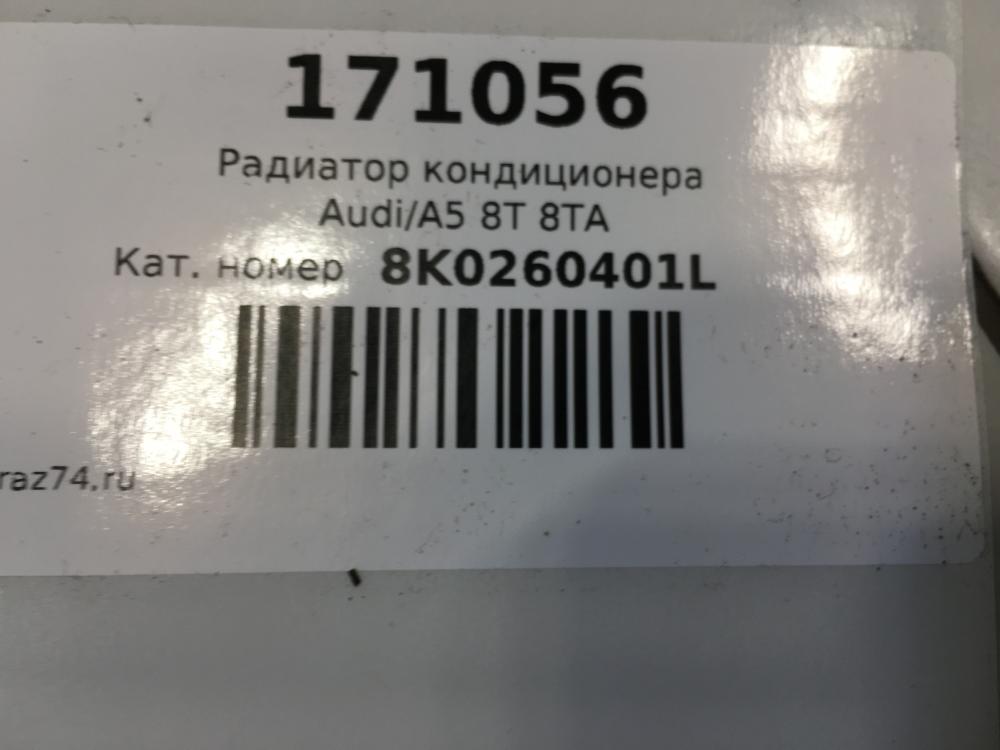 171056
Радиатор кондиционера
Audi/A5 8T 8TA
Кат. номер 8K0260401L
raz74.ru